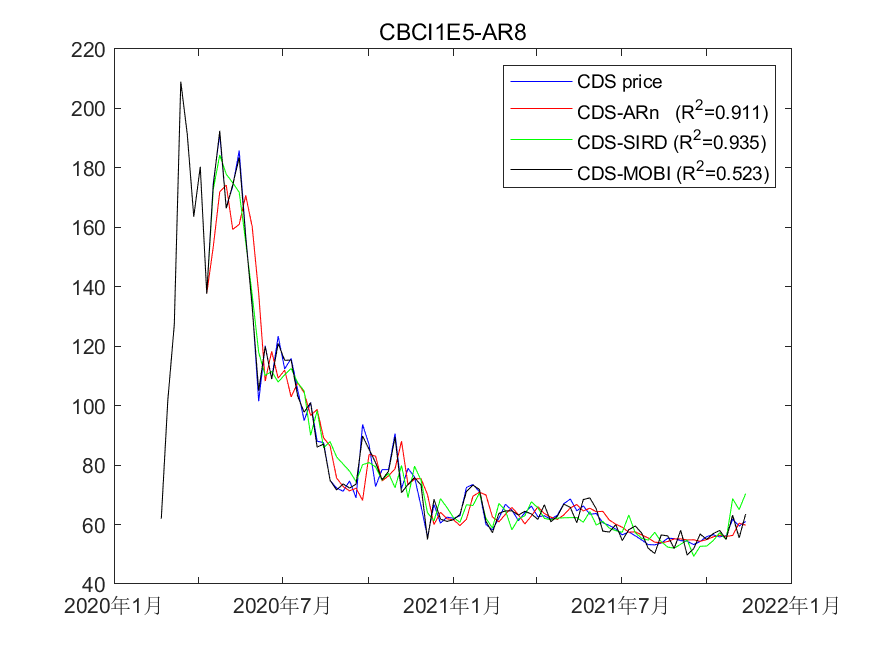 CBCI1E5-AR8
220
200
180
160
140
120
100
80
60
40
2020年1月
2020年7月
2021年1月
2021年7月
2022年1月
CDS price
CDS-ARn (R²=0.911)
CDS-SIRD (R²=0.935)
CDS-MOBI (R²=0.523)